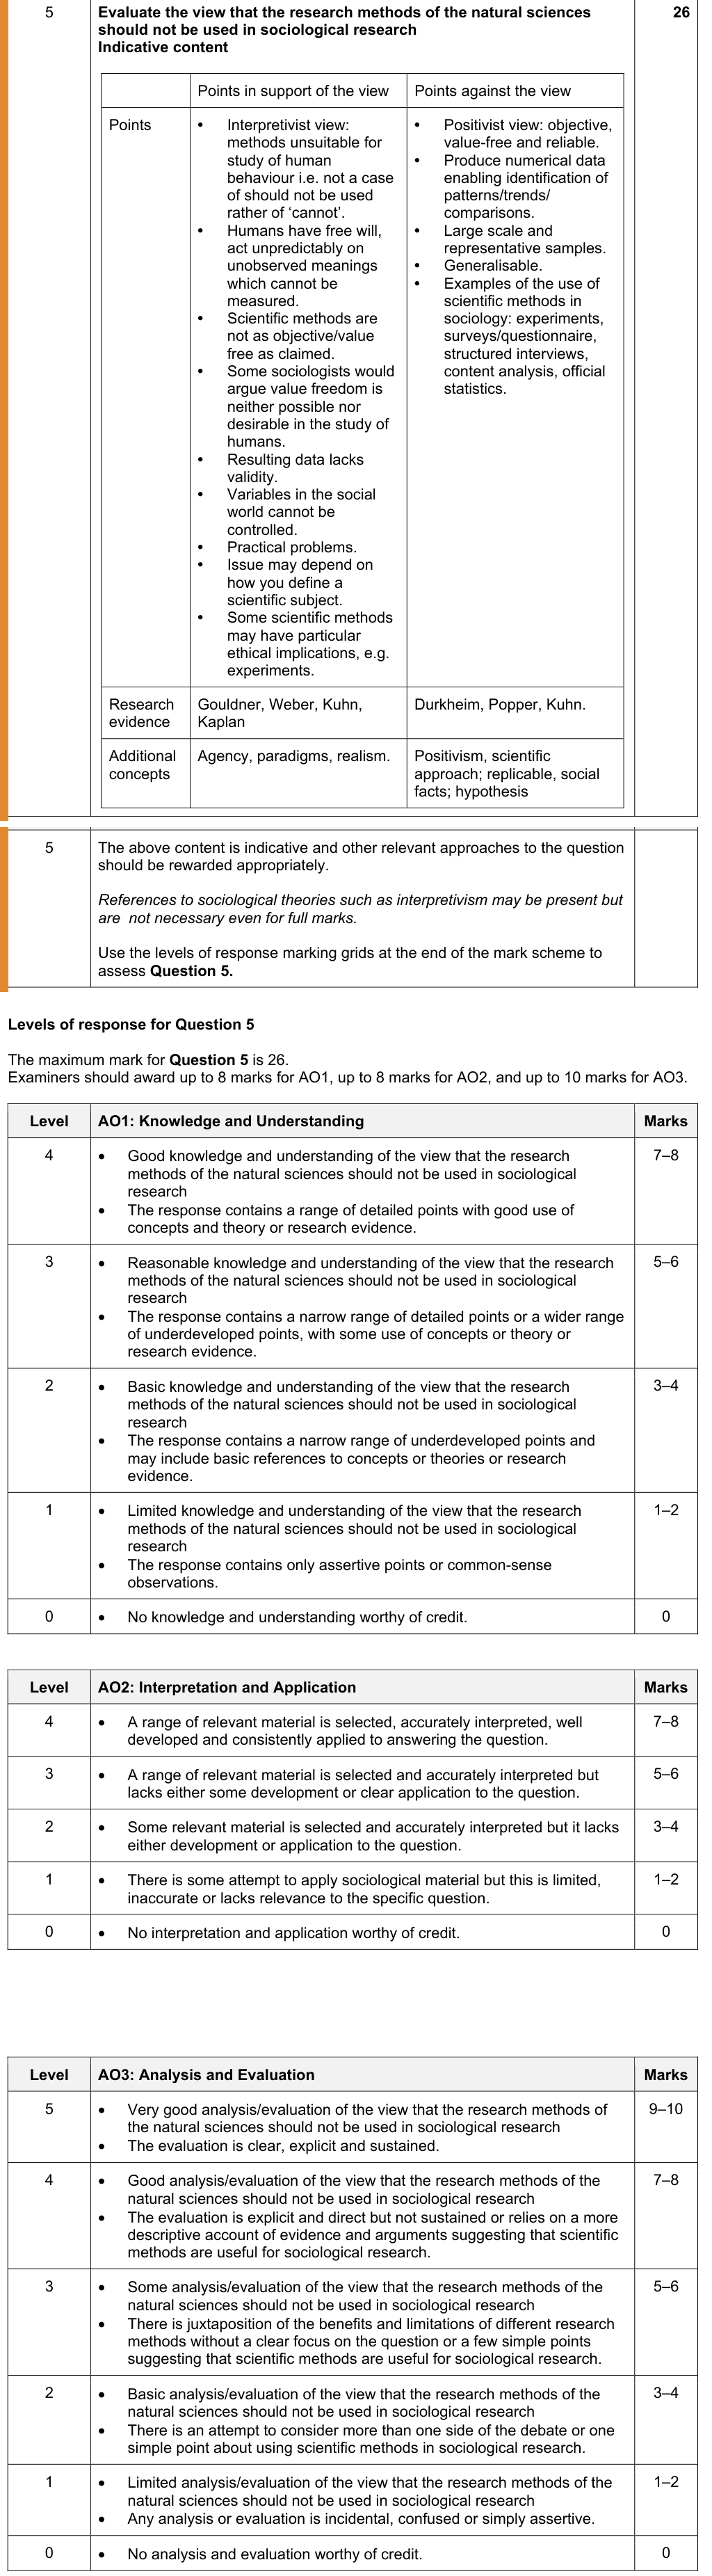 5 Evaluate the view that the research methods of the natural sciences 26
should not be used in sociological research
Indicative content
Points in support of the view Points against the view
Points
• Interpretivist view:
methods unsuitable for
study of human
behaviour i.e. not a case
of should not be used
rather of ‘cannot’.
• Humans have free will,
act unpredictably on
unobserved meanings
which cannot be
measured.
• Scientific methods are
not as objective/value
free as claimed.
• Some sociologists would
argue value freedom is
neither possible nor
desirable in the study of
humans.
• Resulting data lacks
validity.
• Variables in the social
world cannot be
controlled.
• Practical problems.
• Issue may depend on
how you define a
scientific subject.
• Some scientific methods
may have particular
ethical implications, e.g.
experiments.
• Positivist view: objective,
value-free and reliable.
• Produce numerical data
enabling identification of
patterns/trends/
comparisons.
• Large scale and
representative samples.
• Generalisable.
• Examples of the use of
scientific methods in
sociology: experiments,
surveys/questionnaire,
structured interviews,
content analysis, official
statistics.
Research
evidence
Gouldner, Weber, Kuhn,
Kaplan
Durkheim, Popper, Kuhn.
Additional
concepts
Agency, paradigms, realism.
Positivism, scientific
approach; replicable, social
facts; hypothesis
5 The above content is indicative and other relevant approaches to the question
should be rewarded appropriately.
References to sociological theories such as interpretivism may be present but
are not necessary even for full marks.
Use the levels of response marking grids at the end of the mark scheme to
assess Question 5.
Levels of response for Question 5
The maximum mark for Question 5 is 26.
Examiners should award up to 8 marks for AO1, up to 8 marks for AO2, and up to 10 marks for AO3.
Level AO1: Knowledge and Understanding Marks
4 • Good knowledge and understanding of the view that the research 7–8
methods of the natural sciences should not be used in sociological
research
• The response contains a range of detailed points with good use of
concepts and theory or research evidence.
3 • Reasonable knowledge and understanding of the view that the research 5–6
methods of the natural sciences should not be used in sociological
research
• The response contains a narrow range of detailed points or a wider range
of underdeveloped points, with some use of concepts or theory or
research evidence.
2 • Basic knowledge and understanding of the view that the research 3–4
methods of the natural sciences should not be used in sociological
research
• The response contains a narrow range of underdeveloped points and
may include basic references to concepts or theories or research
evidence.
1 • Limited knowledge and understanding of the view that the research 1–2
methods of the natural sciences should not be used in sociological
research
• The response contains only assertive points or common-sense
observations.
0 • No knowledge and understanding worthy of credit. 0
Level AO2: Interpretation and Application Marks
4 • A range of relevant material is selected, accurately interpreted, well 7–8
developed and consistently applied to answering the question.
3 • A range of relevant material is selected and accurately interpreted but 5–6
lacks either some development or clear application to the question.
2 • Some relevant material is selected and accurately interpreted but it lacks 3–4
either development or application to the question.
1 • There is some attempt to apply sociological material but this is limited, 1–2
inaccurate or lacks relevance to the specific question.
0 • No interpretation and application worthy of credit. 0
Level AO3: Analysis and Evaluation Marks
5 • Very good analysis/evaluation of the view that the research methods of 9–10
the natural sciences should not be used in sociological research
• The evaluation is clear, explicit and sustained.
4 • Good analysis/evaluation of the view that the research methods of the 7–8
natural sciences should not be used in sociological research
• The evaluation is explicit and direct but not sustained or relies on a more
descriptive account of evidence and arguments suggesting that scientific
methods are useful for sociological research.
3 • Some analysis/evaluation of the view that the research methods of the 5–6
natural sciences should not be used in sociological research
• There is juxtaposition of the benefits and limitations of different research
methods without a clear focus on the question or a few simple points
suggesting that scientific methods are useful for sociological research.
2 • Basic analysis/evaluation of the view that the research methods of the 3–4
natural sciences should not be used in sociological research
• There is an attempt to consider more than one side of the debate or one
simple point about using scientific methods in sociological research.
1 • Limited analysis/evaluation of the view that the research methods of the 1–2
natural sciences should not be used in sociological research
• Any analysis or evaluation is incidental, confused or simply assertive.
0 • No analysis and evaluation worthy of credit. 0